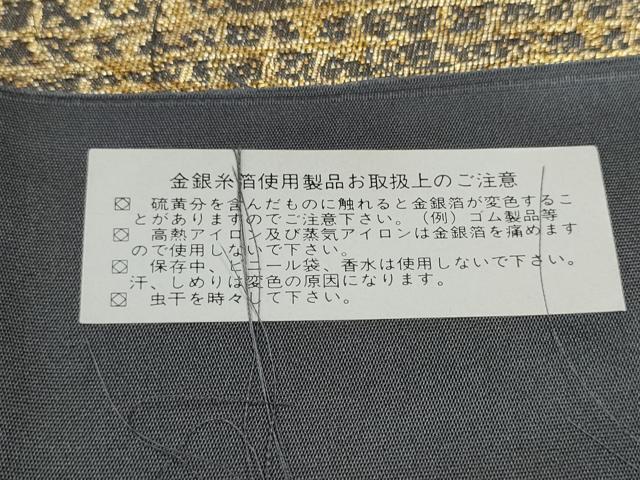 金銀糸箔使用製品お取扱上のご注意
☑ 硫黄分を含んだものに触れると金銀箔が変色するこ
とがありますのでご注意下さい。（例）ゴム製品等
☑ 高熱アイロン及び蒸気アイロンは金銀箔を痛めます
ので使用しないで下さい。
☑ 保存中、ビニール袋、香水は使用しないで下さい。
汗、しめりは変色の原因になります。
☑ 虫干を時々して下さい。